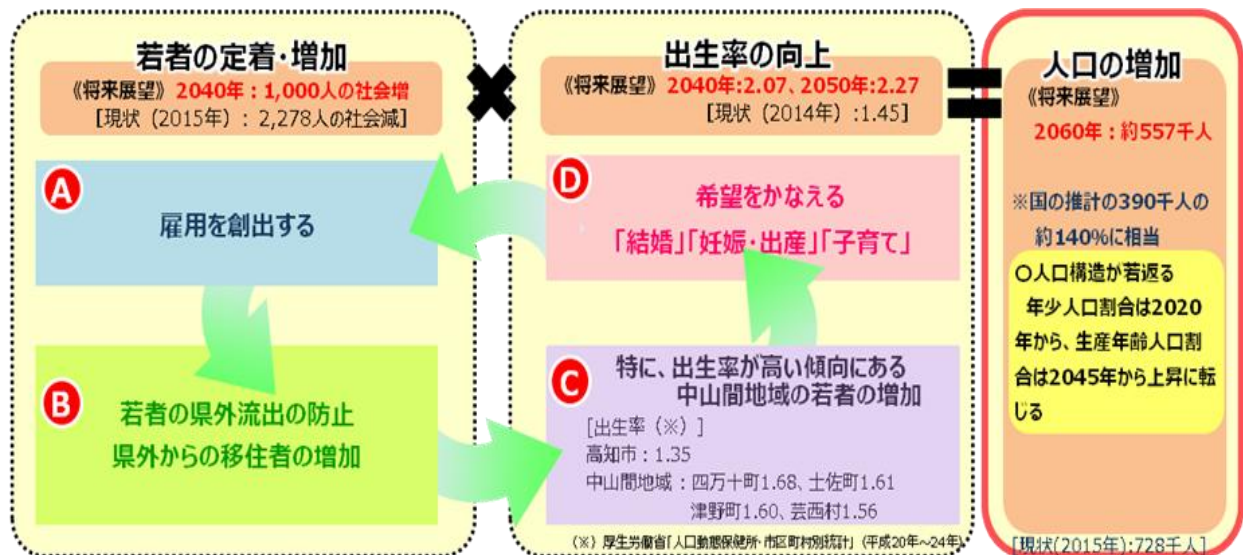 若者の定着・増加
《将来展望》 2040年：1,000人の社会増
[現状（2015年）：2,278人の社会減]
×
出生率の向上
《将来展望》 2040年:2.07、2050年:2.27
[現状（2014年）:1.45]
=
人口の増加
《将来展望》
2060年：約557千人
※国の推計の390千人の
約140%に相当
○人口構造が若返る
年少人口割合は2020
年から、生産年齢人口割
合は2045年から上昇に転
じる
[現状(2015年):728千人]
A
雇用を創出する
B
若者の県外流出の防止
県外からの移住者の増加
C
特に、出生率が高い傾向にある
中山間地域の若者の増加
[出生率（※）]
高知市：1.35
中山間地域：四万十町1.68、土佐町1.61
津野町1.60、芸西村1.56
（※）厚生労働省「人口動態保健所・市区町村別統計」（平成20年～24年）
D
希望をかなえる
「結婚」「妊娠・出産」「子育て」